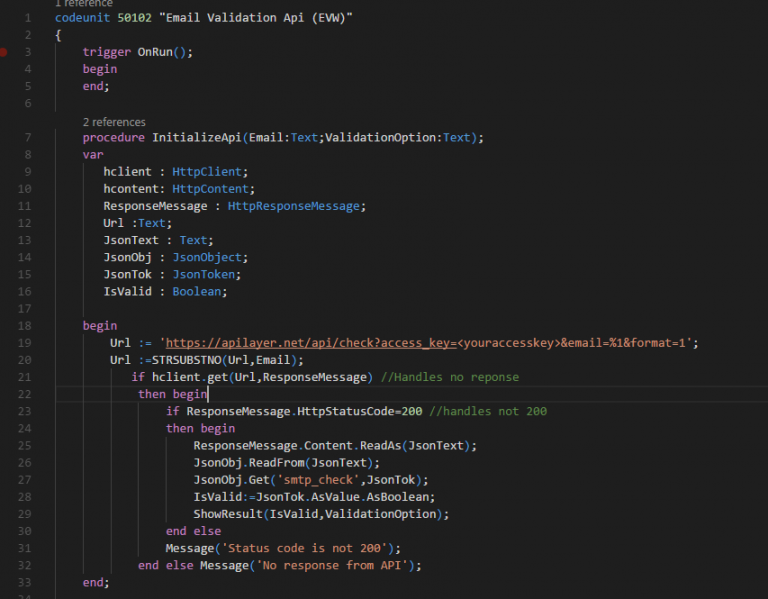 1 reference
1 codeunit 50102 "Email Validation Api (EVW)"
2 {
3 trigger OnRun();
4 begin
5 end;
6
2 references
7 procedure InitializeApi(Email:Text;ValidationOption:Text);
8 var
9 hclient : HttpClient;
10 hcontent: HttpContent;
11 ResponseMessage : HttpResponseMessage;
12 Url :Text;
13 JsonText : Text;
14 JsonObj : JsonObject;
15 JsonTok : JsonToken;
16 IsValid : Boolean;
17
18 begin
19 Url := 'https://apilayer.net/api/check?access_key=<youraccesskey>&email=%1&format=1';
20 Url :=STRSUBSTNO(Url,Email);
21 if hclient.get(Url,ResponseMessage) //Handles no reponse
22 then begin
23 if ResponseMessage.HttpStatusCode=200 //handles not 200
24 then begin
25 ResponseMessage.Content.ReadAs(JsonText);
26 JsonObj.ReadFrom(JsonText);
27 JsonObj.Get('smtp_check',JsonTok);
28 IsValid:=JsonTok.AsValue.AsBoolean;
29 ShowResult(IsValid,ValidationOption);
30 end else
31 Message('Status code is not 200');
32 end else Message('No response from API');
33 end;